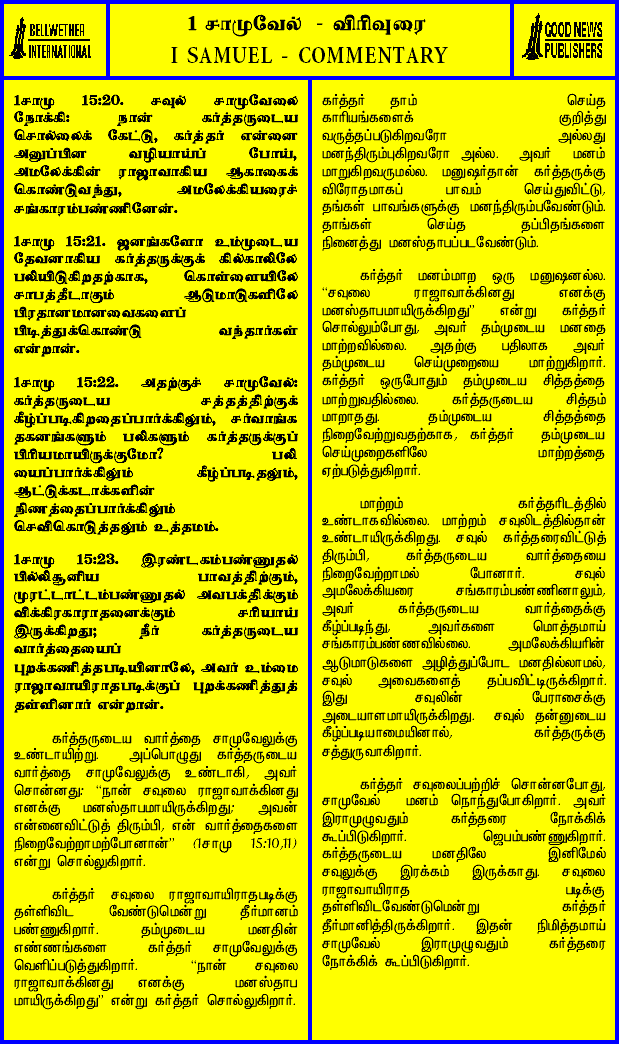 BELLWETHER
INTERNATIONAL
1 சாமுவேல் - விரிவுரை
I SAMUEL - COMMENTARY
GOOD NEWS
PUBLISHERS
1சாமு 15:20. சவுல் சாமுவேலை
நோக்கி: நான் கர்த்தருடைய
சொல்லைக் கேட்டு, கர்த்தர் என்னை
அனுப்பின வழியாய்ப் போய்,
அமலேக்கின் ராஜாவாகிய ஆகாகைக்
கொண்டுவந்து, அமலேக்கியரைச்
சங்காரம்பண்ணினேன்.
1சாமு 15:21. ஜனங்களோ உம்முடைய
தேவனாகிய கர்த்தருக்குக் கில்காலிலே
பலியிடுகிறதற்காக, கொள்ளையிலே
சாபத்தீடாகும் ஆடுமாடுகளிலே
பிரதானமானவைகளைப்
பிடித்துக்கொண்டு வந்தார்கள்
என்றான்.
1சாமு 15:22. அதற்குச் சாமுவேல்:
கர்த்தருடைய சத்தத்திற்குக்
கீழ்ப்படிகிறதைப்பார்க்கிலும், சர்வாங்க
தகனங்களும் பலிகளும் கர்த்தருக்குப்
பிரியமாயிருக்குமோ? பலி
யைப்பார்க்கிலும் கீழ்ப்படிதலும்,
ஆட்டுக்கடாக்களின்
நிணத்தைப்பார்க்கிலும்
செவிகொடுத்தலும் உத்தமம்.
1சாமு 15:23. இரண்டகம்பண்ணுதல்
பில்லிசூனிய பாவத்திற்கும்,
முரட்டாட்டம்பண்ணுதல் அவபக்திக்கும்
விக்கிரகாராதனைக்கும் சரியாய்
இருக்கிறது; நீர் கர்த்தருடைய
வார்த்தையைப்
புறக்கணித்தபடியினாலே, அவர் உம்மை
ராஜாவாயிராதபடிக்குப் புறக்கணித்துத்
தள்ளினார் என்றான்.
கர்த்தருடைய வார்த்தை சாமுவேலுக்கு
உண்டாயிற்று. அப்பொழுது கர்த்தருடைய
வார்த்தை சாமுவேலுக்கு உண்டாகி, அவர்
சொன்னது: "நான் சவுலை ராஜாவாக்கினது
எனக்கு மனஸ்தாபமாயிருக்கிறது; அவன்
என்னைவிட்டுத் திரும்பி, என் வார்த்தைகளை
நிறைவேற்றாமற்போனான்" (1சாமு 15:10,11)
என்று சொல்லுகிறார்.
கர்த்தர் சவுலை ராஜாவாயிராதபடிக்கு
தள்ளிவிட வேண்டுமென்று தீர்மானம்
பண்ணுகிறார். தம்முடைய மனதின்
எண்ணங்களை கர்த்தர் சாமுவேலுக்கு
வெளிப்படுத்துகிறார். "நான் சவுலை
ராஜாவாக்கினது எனக்கு மனஸ்தாப
மாயிருக்கிறது" என்று கர்த்தர் சொல்லுகிறார்.
கர்த்தர் தாம் செய்த
காரியங்களைக் குறித்து
வருத்தப்படுகிறவரோ அல்லது
மனந்திரும்புகிறவரோ அல்ல. அவர் மனம்
மாறுகிறவருமல்ல. மனுஷர்தான் கர்த்தருக்கு
விரோதமாகப் பாவம் செய்துவிட்டு,
தங்கள் பாவங்களுக்கு மனந்திரும்பவேண்டும்.
தாங்கள் செய்த தப்பிதங்களை
நினைத்து மனஸ்தாபப்படவேண்டும்.
கர்த்தர் மனம்மாற ஒரு மனுஷனல்ல.
"சவுலை ராஜாவாக்கினது எனக்கு
மனஸ்தாபமாயிருக்கிறது" என்று கர்த்தர்
சொல்லும்போது, அவர் தம்முடைய மனதை
மாற்றவில்லை. அதற்கு பதிலாக அவர்
தம்முடைய செய்முறையை மாற்றுகிறார்.
கர்த்தர் ஒருபோதும் தம்முடைய சித்தத்தை
மாற்றுவதில்லை. கர்த்தருடைய சித்தம்
மாறாதது. தம்முடைய சித்தத்தை
நிறைவேற்றுவதற்காக, கர்த்தர் தம்முடைய
செய்முறைகளிலே மாற்றத்தை
ஏற்படுத்துகிறார்.
மாற்றம் கர்த்தரிடத்தில்
உண்டாகவில்லை. மாற்றம் சவுலிடத்தில்தான்
உண்டாயிருக்கிறது. சவுல் கர்த்தரைவிட்டுத்
திரும்பி, கர்த்தருடைய வார்த்தையை
நிறைவேற்றாமல் போனார். சவுல்
அமலேக்கியரை சங்காரம்பண்ணினாலும்,
அவர் கர்த்தருடைய வார்த்தைக்கு
கீழ்ப்படிந்து, அவர்களை மொத்தமாய்
சங்காரம்பண்ணவில்லை. அமலேக்கியரின்
ஆடுமாடுகளை அழித்துப்போட மனதில்லாமல்,
சவுல் அவைகளைத் தப்பவிட்டிருக்கிறார்.
இது சவுலின் பேராசைக்கு
அடையாளமாயிருக்கிறது. சவுல் தன்னுடைய
கீழ்ப்படியாமையினால், கர்த்தருக்கு
சத்துருவாகிறார்.
கர்த்தர் சவுலைப்பற்றிச் சொன்னபோது,
சாமுவேல் மனம் நொந்துபோகிறார். அவர்
இராமுழுவதும் கர்த்தரை நோக்கிக்
கூப்பிடுகிறார். ஜெபம்பண்ணுகிறார்.
கர்த்தருடைய மனதிலே இனிமேல்
சவுலுக்கு இரக்கம் இருக்காது. சவுலை
ராஜாவாயிராத படிக்கு
தள்ளிவிடவேண்டுமென்று கர்த்தர்
தீர்மானித்திருக்கிறார். இதன் நிமித்தமாய்
சாமுவேல் இராமுழுவதும் கர்த்தரை
நோக்கிக் கூப்பிடுகிறார்.